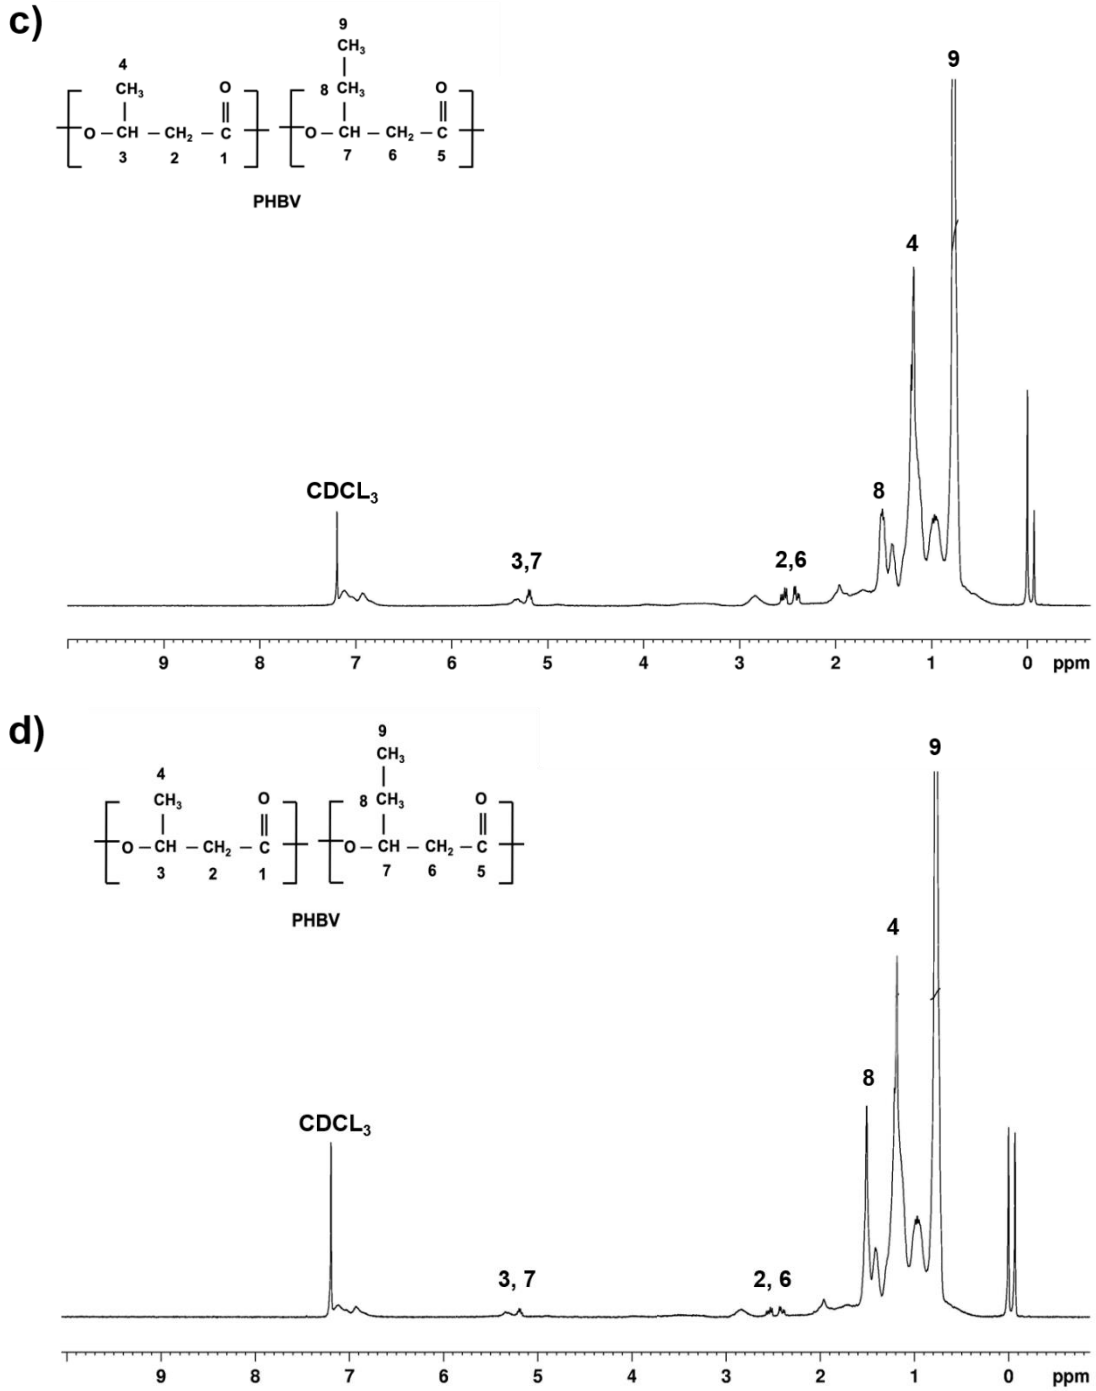 c)
9
CH₃
4
8 CH₃
CH₃
O
O
O – CH – CH₂ – C
O – CH – CH₂ – C
3 2 1
7 6 5
PHBV
9
4
8
CDCL₃
3,7
2,6
9 8 7 6 5 4 3 2 1 0 ppm
d)
9
CH₃
4
8 CH₃
CH₃
O
O
O – CH – CH₂ – C
O – CH – CH₂ – C
3 2 1
7 6 5
PHBV
9
4
8
CDCL₃
3, 7
2, 6
9 8 7 6 5 4 3 2 1 0 ppm